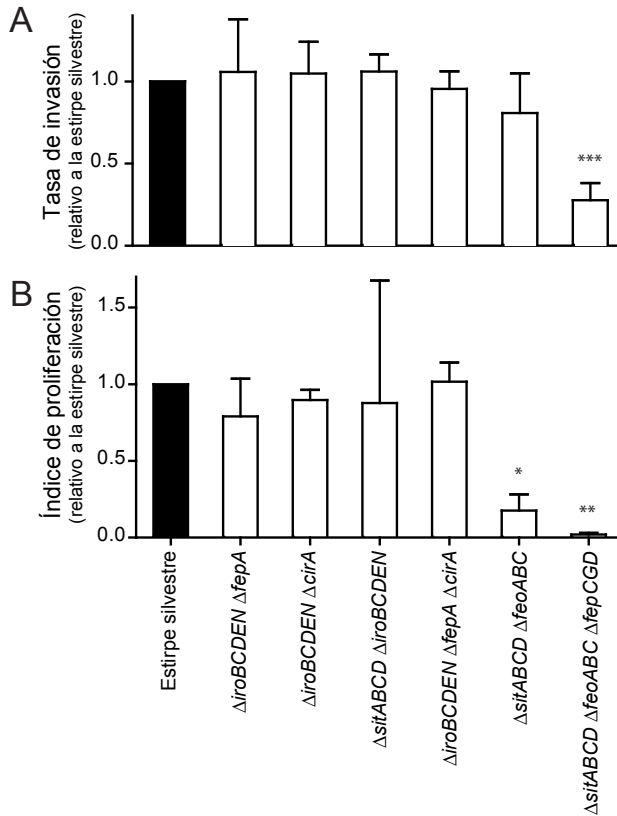 A
Tasa de invasión
(relativo a la estirpe silvestre)
1.0
0.5
0.0
***
B
Índice de proliferación
(relativo a la estirpe silvestre)
1.5
1.0
0.5
0.0
*
**
Estirpe silvestre
ΔiroBCDEN ΔfepA
ΔiroBCDEN ΔcirA
ΔsitABCD ΔiroBCDEN
ΔiroBCDEN ΔfepA ΔcirA
ΔsitABCD ΔfeoABC
ΔsitABCD ΔfeoABC ΔfepCGD